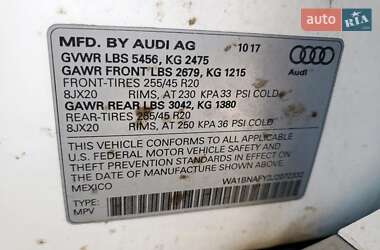 auto RIA.com
MFD. BY AUDI AG 10 17
GVWR LBS 5456, KG 2475
GAWR FRONT LBS 2679, KG 1215
FRONT-TIRES 255/45 R20
8JX20 RIMS, AT 230 KPA 33 PSI COLD
GAWR REAR LBS 3042, KG 1380
REAR-TIRES 255/45 R20
8JX20 RIMS, AT 250 KPA 36 PSI COLD
Audi
THIS VEHICLE CONFORMS TO ALL APPLICABLE
U.S. FEDERAL MOTOR VEHICLE SAFETY AND
THEFT PREVENTION STANDARDS IN EFFECT ON
THE DATE OF MANUFACTURE SHOWN ABOVE.
MEXICO
TYPE:
MPV